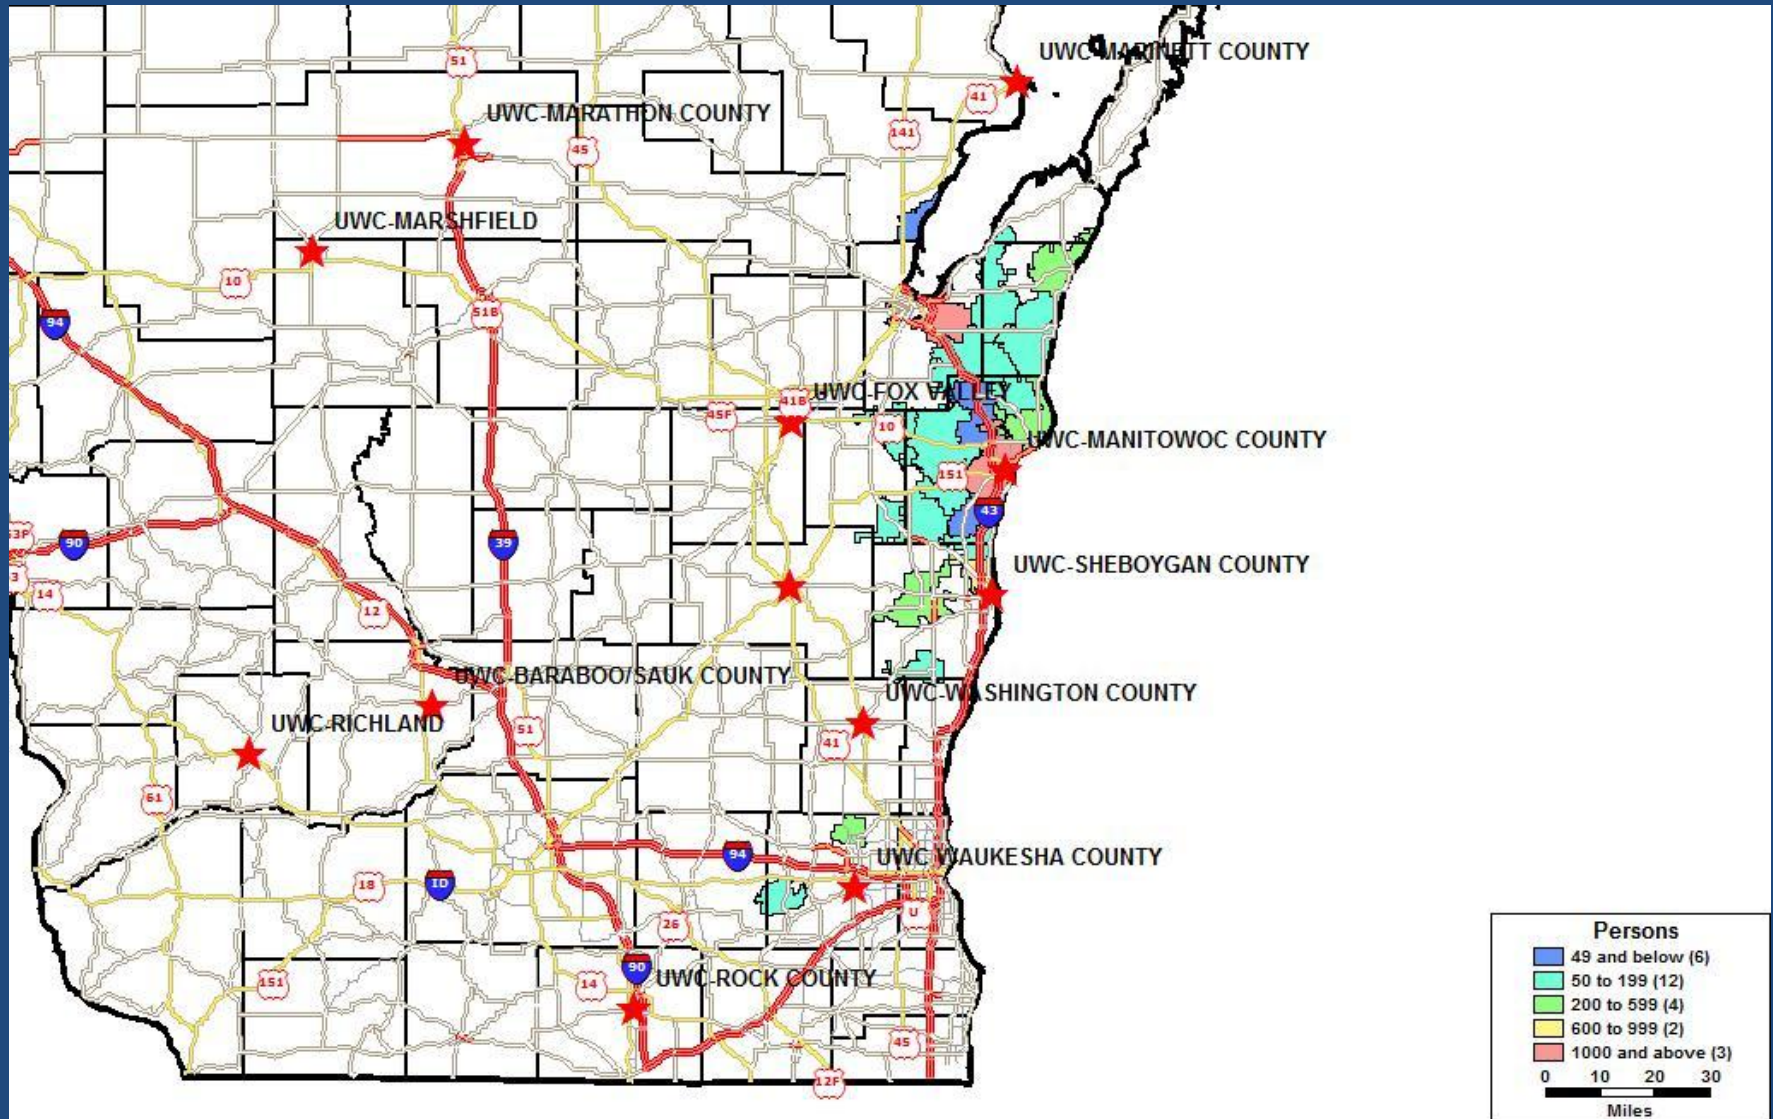 UWC-MARINETT COUNTY
51
41
UWC-MARATHON COUNTY
141
45
UWC-MARSHFIELD
10
51B
94
UWC-FOX VALLEY
41B
45F
10
UWC-MANITOWOC COUNTY
151
43
90
39
UWC-SHEBOYGAN COUNTY
14
12
UWC-BARABOO/SAUK COUNTY
UWC-WASHINGTON COUNTY
UWC-RICHLAND
51
41
61
94
UWC WAUKESHA COUNTY
18
U
26
90
UWC-ROCK COUNTY
151
14
45
12F
Persons
49 and below (6)
50 to 199 (12)
200 to 599 (4)
600 to 999 (2)
1000 and above (3)
0 10 20 30
Miles